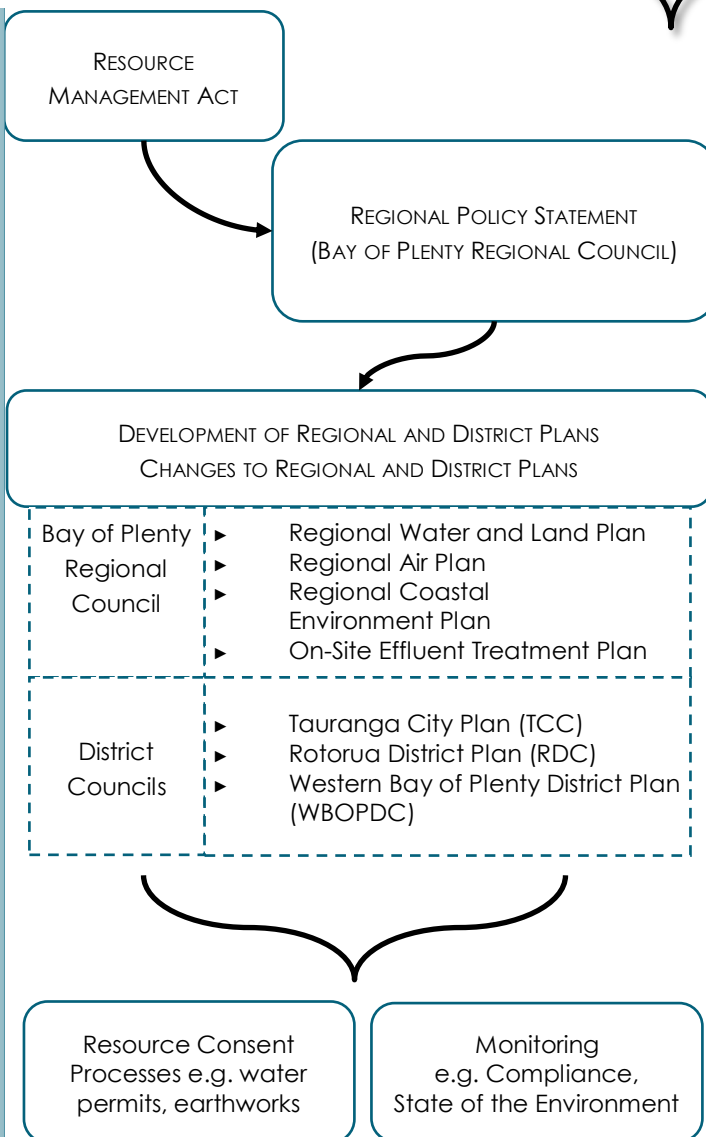 RESOURCE
MANAGEMENT ACT
REGIONAL POLICY STATEMENT
(BAY OF PLENTY REGIONAL COUNCIL)
DEVELOPMENT OF REGIONAL AND DISTRICT PLANS
CHANGES TO REGIONAL AND DISTRICT PLANS
Bay of Plenty
Regional
Council
► Regional Water and Land Plan
► Regional Air Plan
► Regional Coastal
Environment Plan
► On-Site Effluent Treatment Plan
District
Councils
► Tauranga City Plan (TCC)
► Rotorua District Plan (RDC)
► Western Bay of Plenty District Plan
(WBOPDC)
Resource Consent
Processes e.g. water
permits, earthworks
Monitoring
e.g. Compliance,
State of the Environment